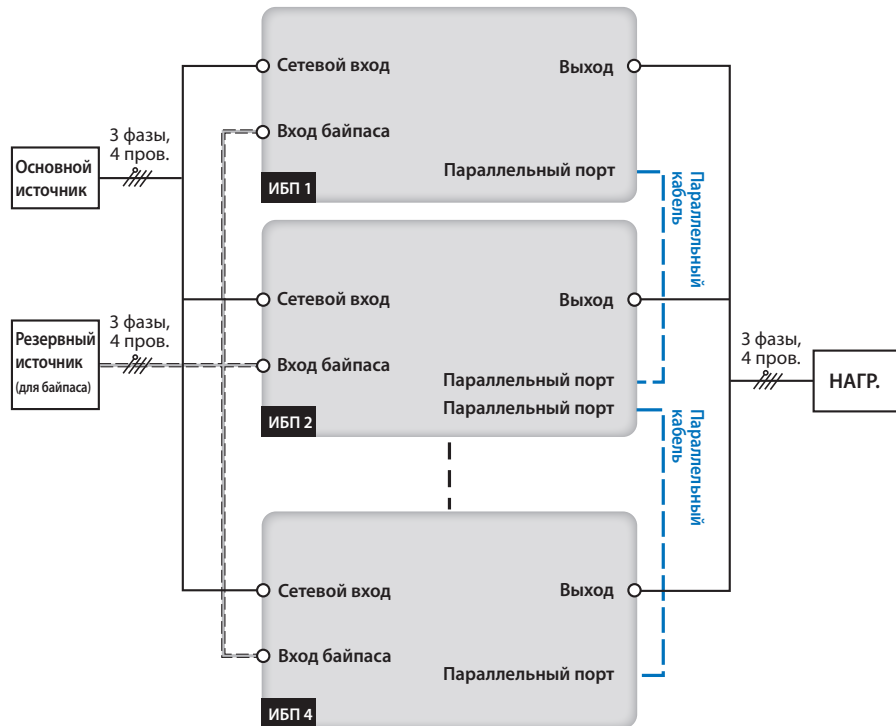 Сетевой вход
Выход
Вход байпаса
Параллельный порт
ИБП 1
3 фазы,
4 пров.
Основной
источник
Параллельный
кабель
Сетевой вход
Выход
Вход байпаса
Параллельный порт
Параллельный порт
ИБП 2
3 фазы,
4 пров.
Резервный
источник
(для байпаса)
3 фазы,
4 пров.
НАГР.
Параллельный
кабель
Сетевой вход
Выход
Вход байпаса
Параллельный порт
ИБП 4